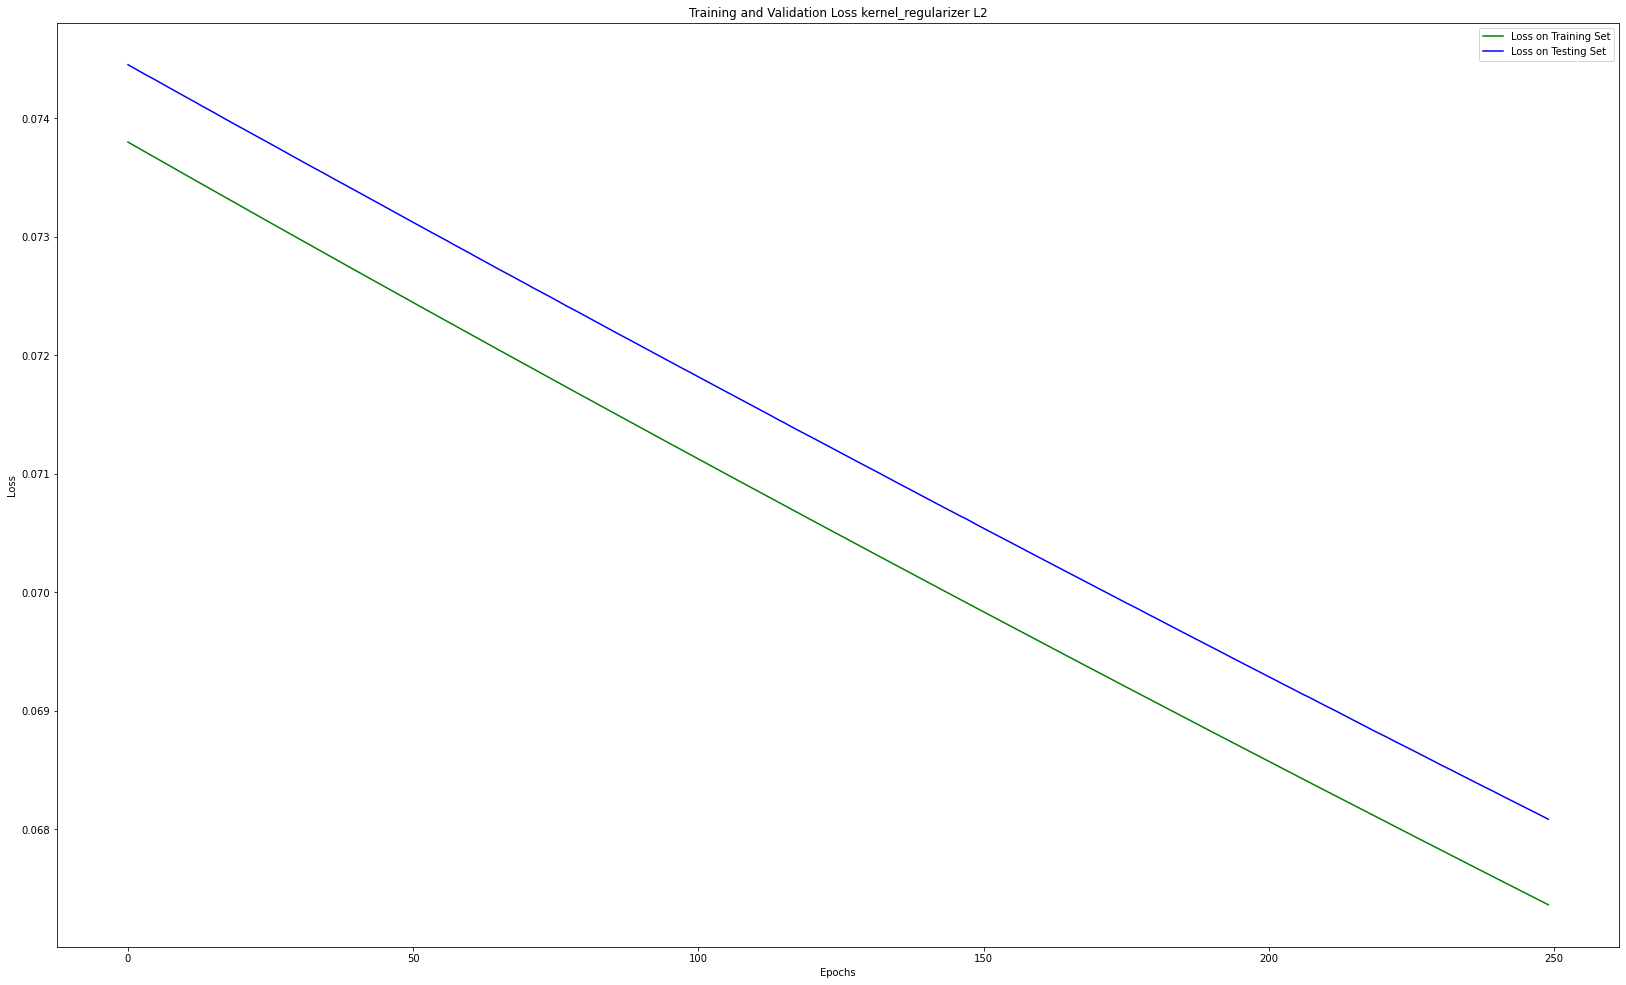 Training and Validation Loss kernel_regularizer L2
Loss on Training Set
Loss on Testing Set
0.074
0.073
0.072
0.071
0.070
0.069
0.068
Loss
0
50
100
150
200
250
Epochs